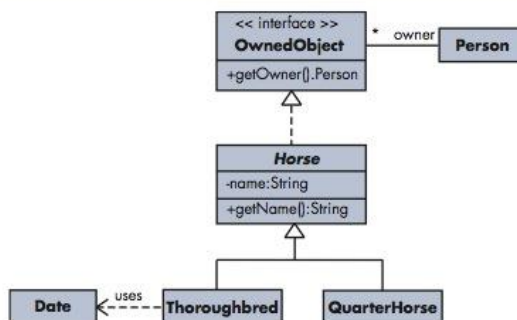 << interface >>
OwnedObject
* owner
Person
+getOwner().Person
Horse
-name:String
+getName():String
uses
Date
Thoroughbred
QuarterHorse